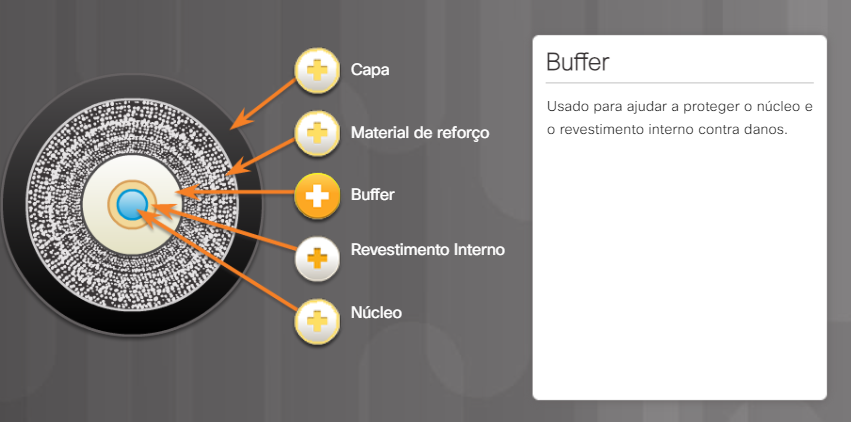 Capa
Material de reforço
Buffer
Revestimento Interno
Núcleo
Buffer
Usado para ajudar a proteger o núcleo e
o revestimento interno contra danos.